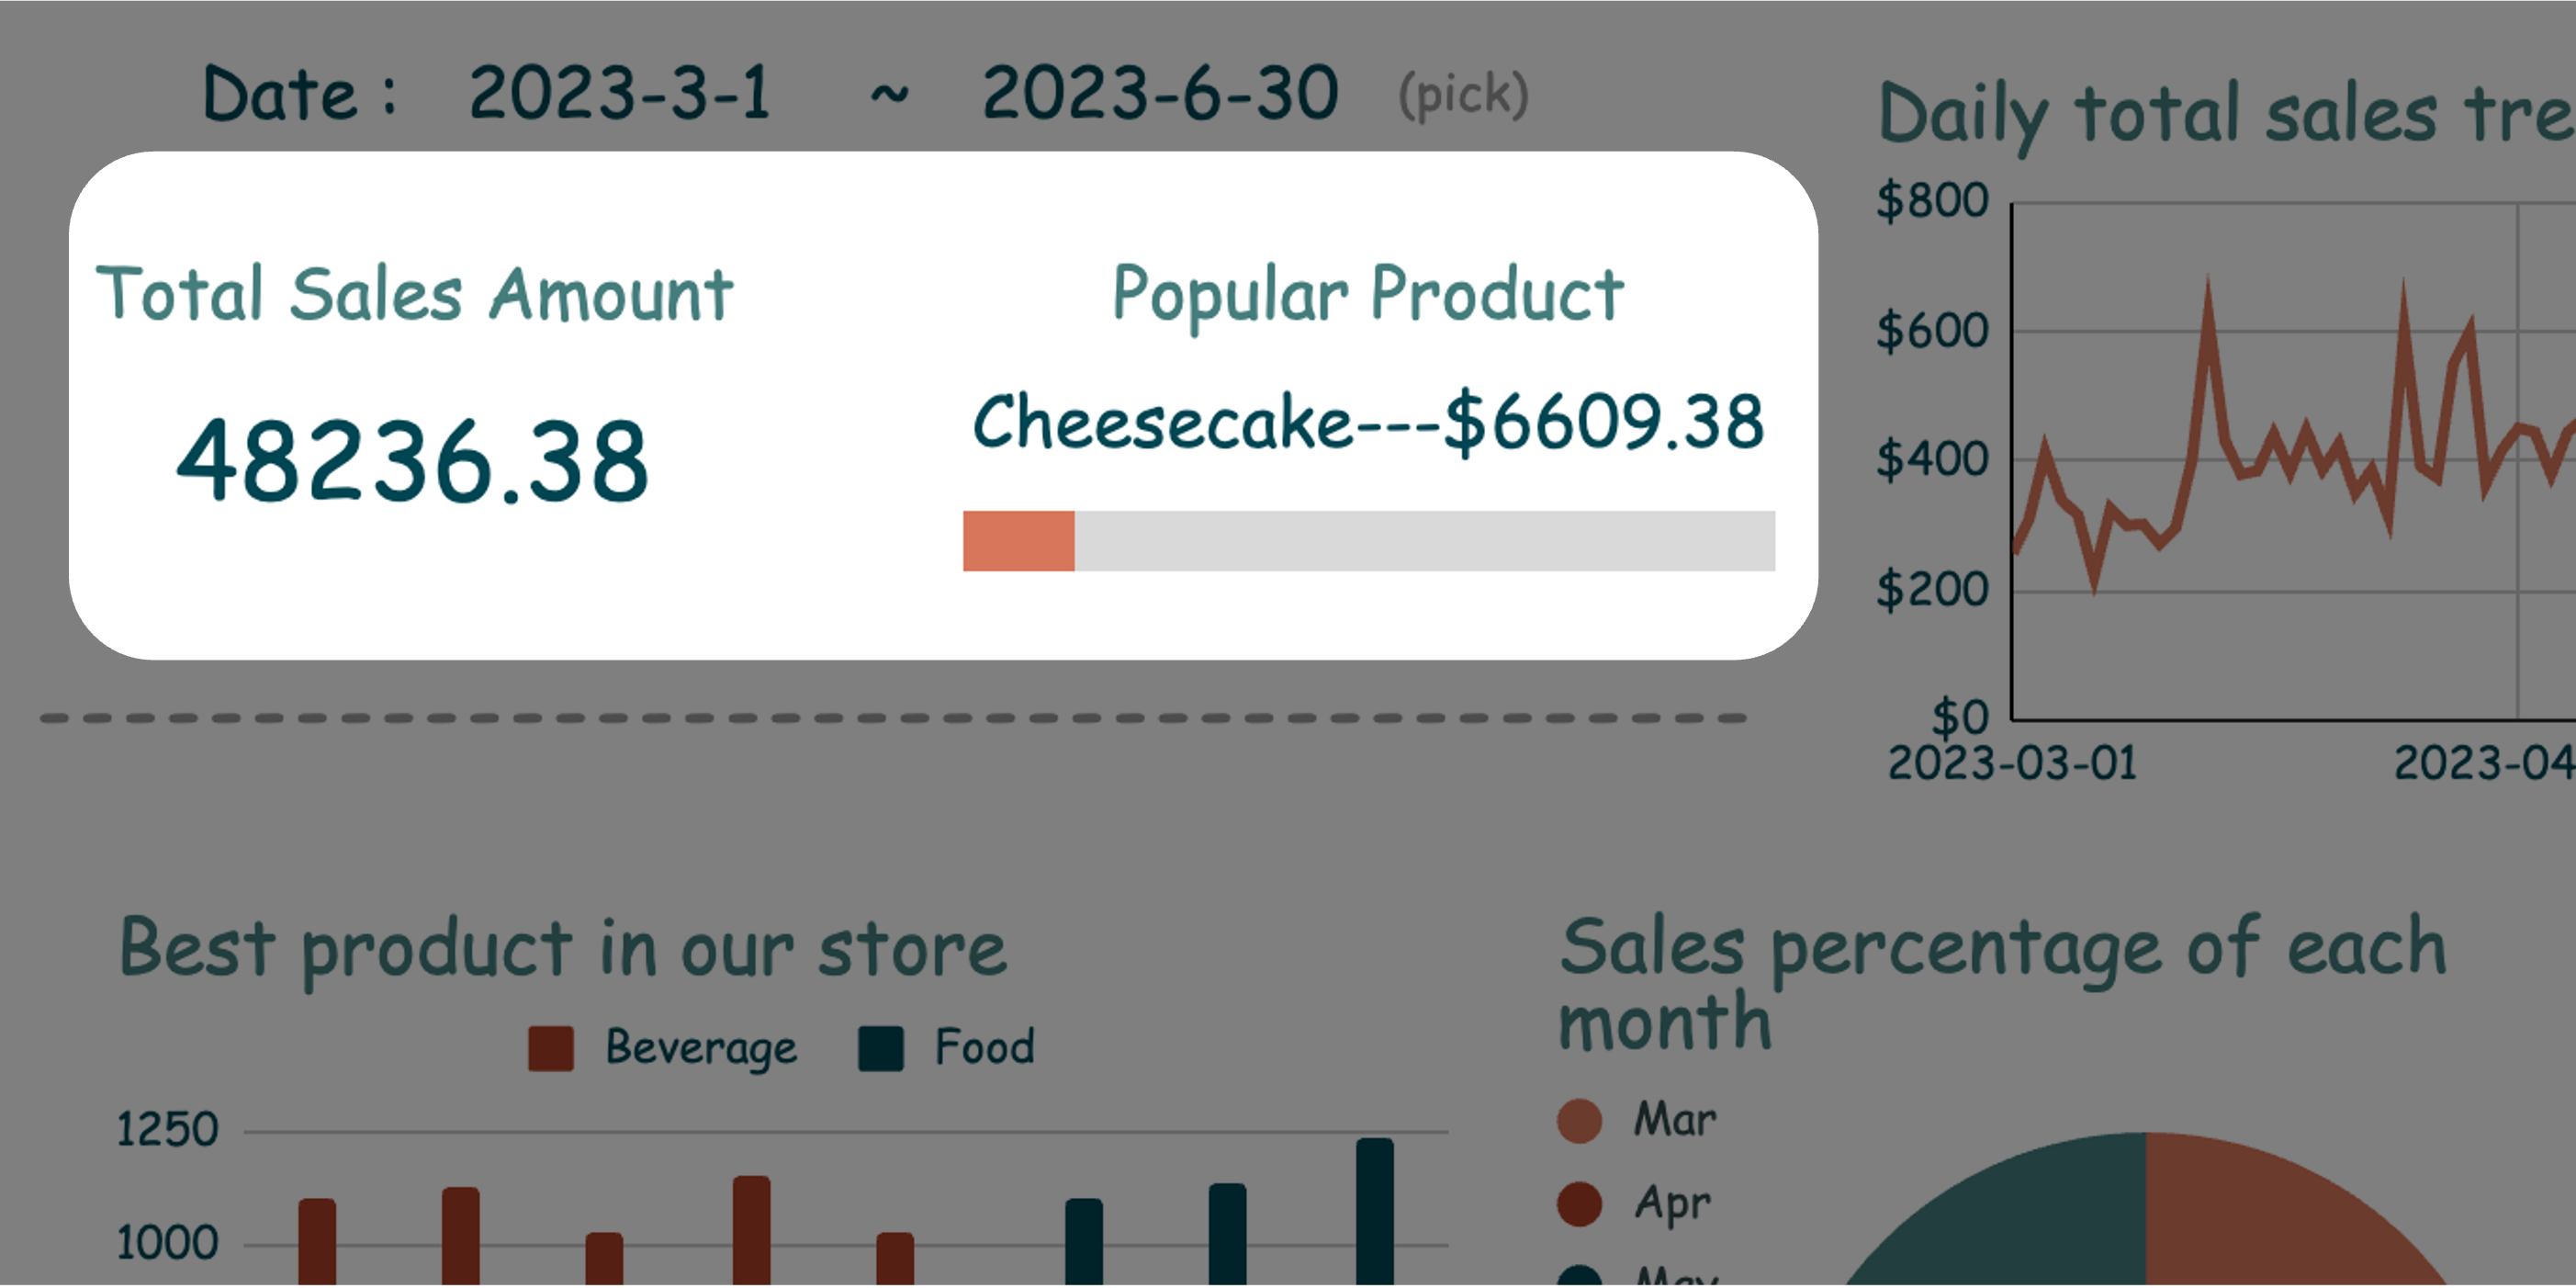 Date : 2023-3-1 ~ 2023-6-30 (pick)
Total Sales Amount
48236.38
Popular Product
Cheesecake---$6609.38
Daily total sales tre
$800
$600
$400
$200
$0
2023-03-01
2023-04
Best product in our store
Beverage
Food
1250
1000
Sales percentage of each
month
Mar
Apr
May